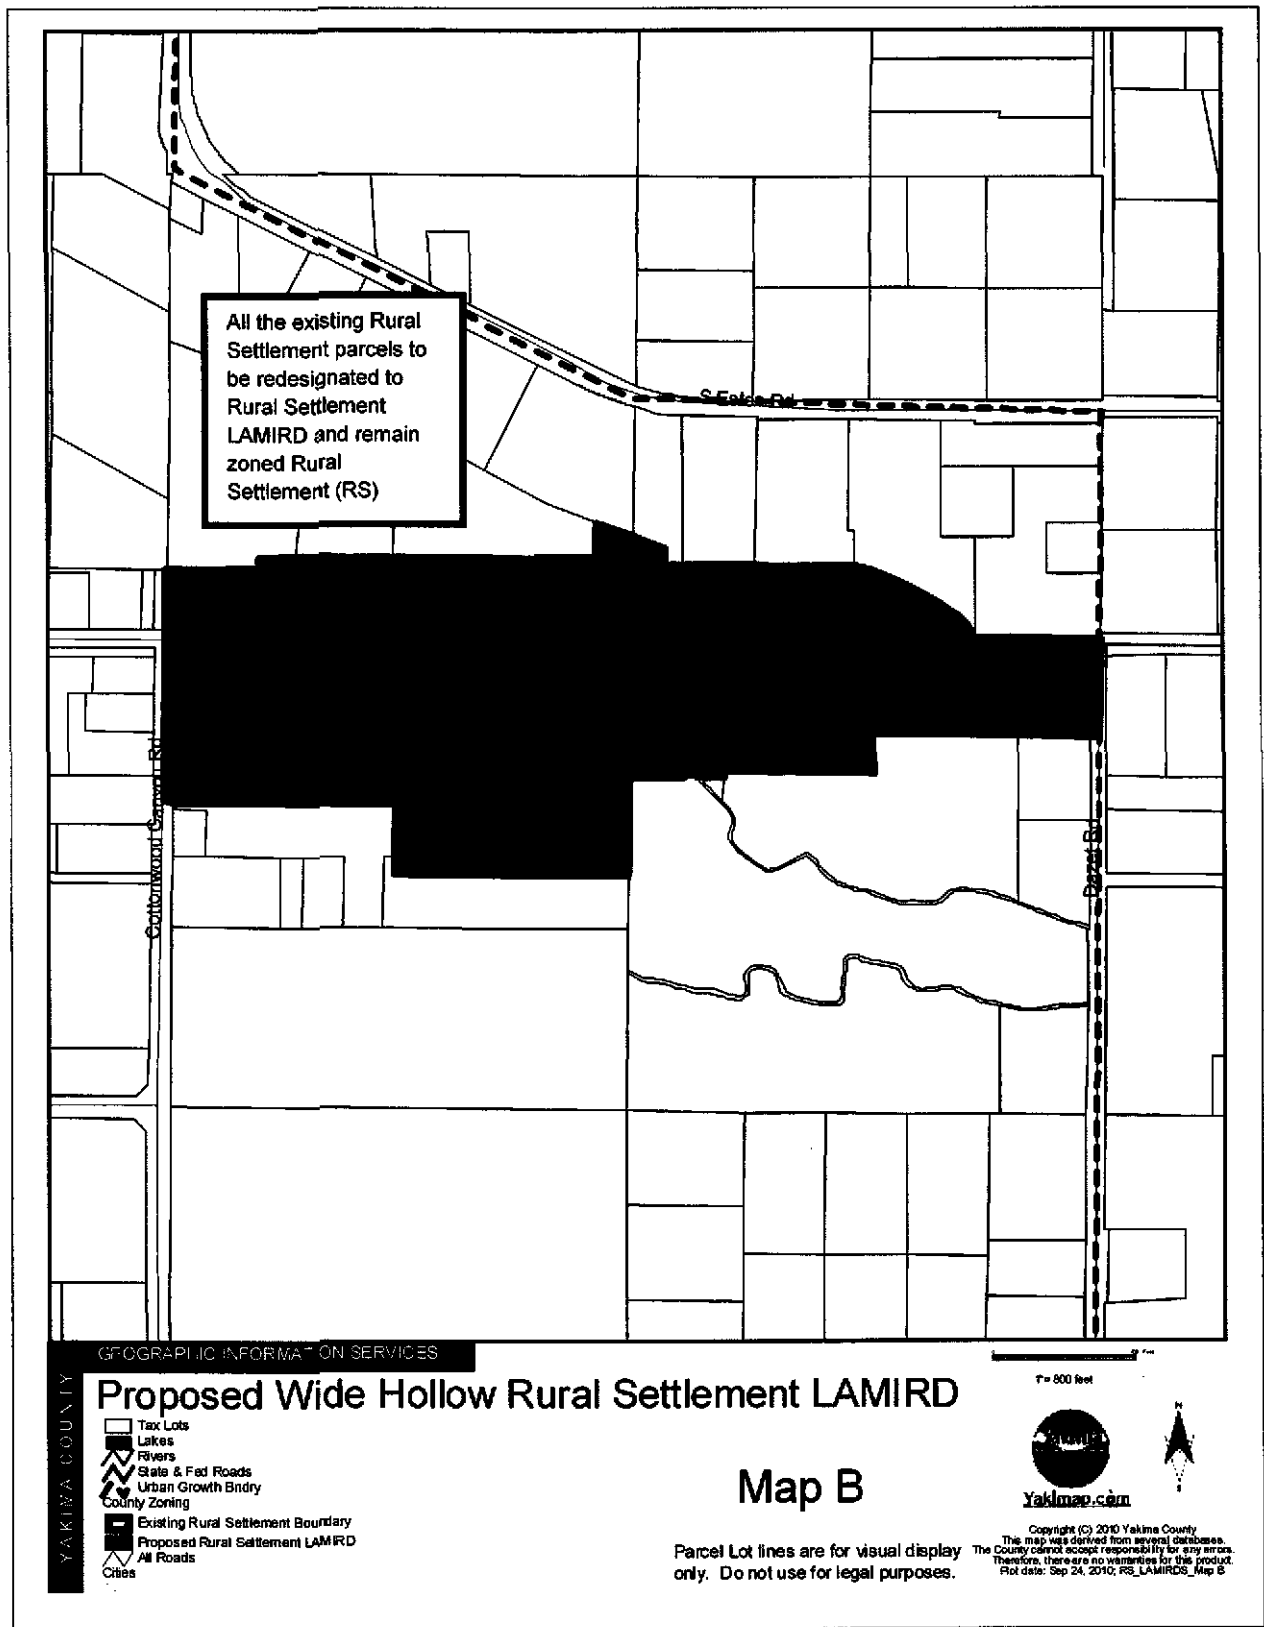 All the existing Rural
Settlement parcels to
be redesignated to
Rural Settlement
LAMIRD and remain
zoned Rural
Settlement (RS)
Cottonwood Canyon Rd
Dazet Rd
GEOGRAPHIC INFORMATION SERVICES
YAKIMA COUNTY
Proposed Wide Hollow Rural Settlement LAMIRD
Tax Lots
Lakes
Rivers
State & Fed Roads
Urban Growth Bndry
County Zoning
Existing Rural Settlement Boundary
Proposed Rural Settlement LAMIRD
All Roads
Cities
Map B
Parcel Lot lines are for visual display
only. Do not use for legal purposes.
1" = 800 feet
N
S
Yakimap.com
Copyright (C) 2010 Yakima County
This map was derived from several databases.
The County cannot accept responsibility for any errors.
Therefore, there are no warranties for this product.
Plot date: Sep 24, 2010; RS_LAMIRDS_Map B